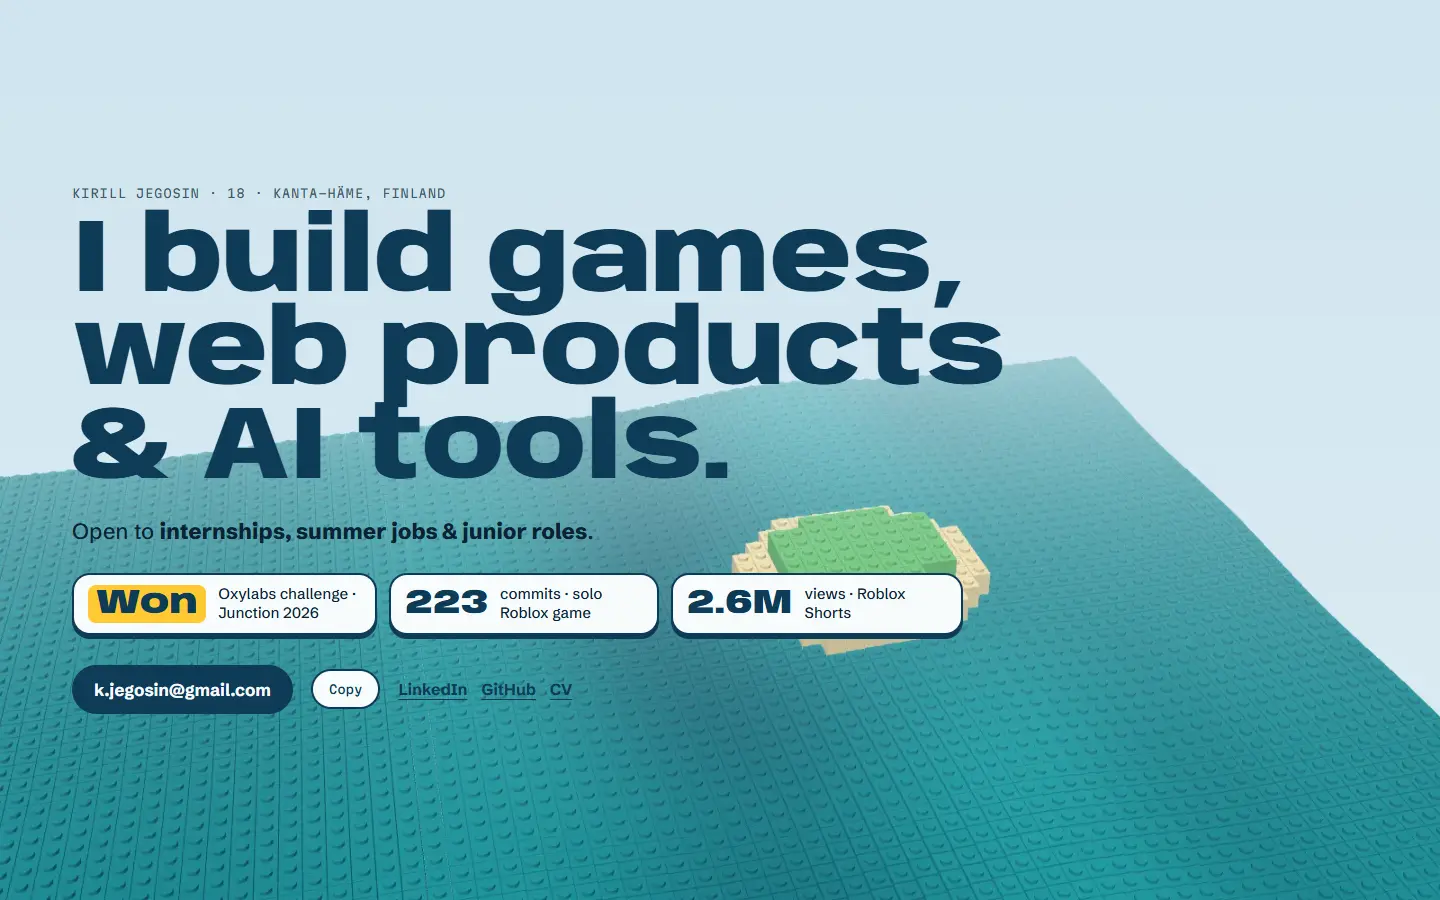 KIRILL JEGOSIN · 18 · KANTA-HÄME, FINLAND
I build games,
web products
& AI tools.
Open to internships, summer jobs & junior roles.
Won Oxylabs challenge ·
Junction 2026
223 commits · solo
Roblox game
2.6M views · Roblox
Shorts
k.jegosin@gmail.com Copy LinkedIn GitHub CV